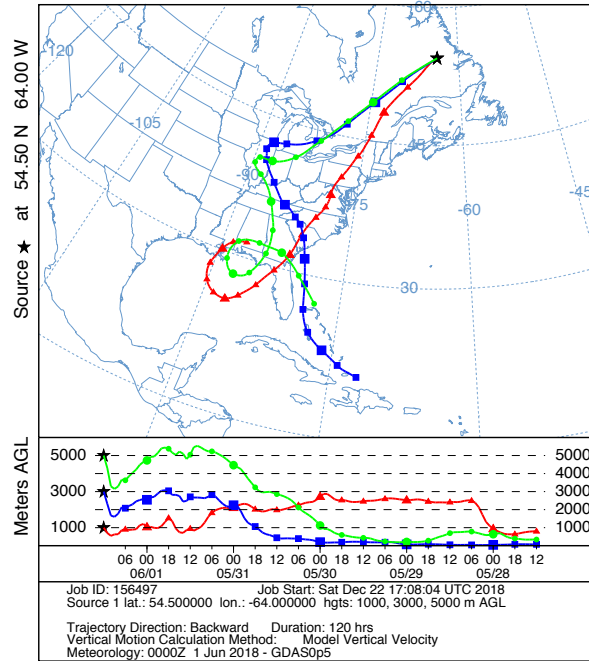 -120
-60
-105
-90
-75
-60
-45
40
30
Source ★ at 54.50 N 64.00 W
Meters AGL
5000 5000
4000
3000 3000
2000
1000 1000
06 00 18 12 06 00 18 12 06 00 18 12 06 00 18 12 06 00 18 12
06/01 05/31 05/30 05/29 05/28
Job ID: 156497 Job Start: Sat Dec 22 17:08:04 UTC 2018
Source 1 lat.: 54.500000 lon.: -64.000000 hgts: 1000, 3000, 5000 m AGL
Trajectory Direction: Backward Duration: 120 hrs
Vertical Motion Calculation Method: Model Vertical Velocity
Meteorology: 0000Z 1 Jun 2018 - GDAS0p5